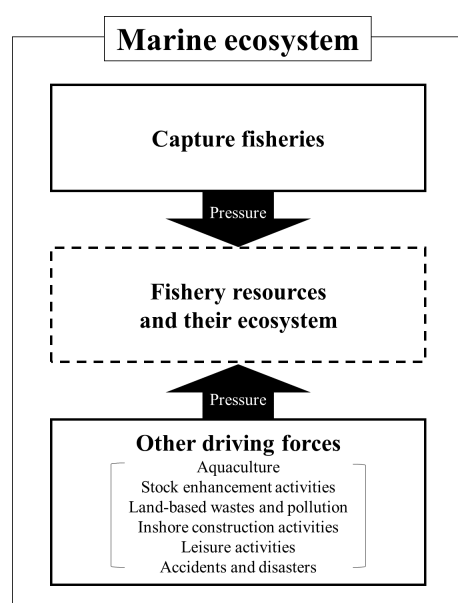 Marine ecosystem
Capture fisheries
Pressure
Fishery resources
and their ecosystem
Pressure
Other driving forces
Aquaculture
Stock enhancement activities
Land-based wastes and pollution
Inshore construction activities
Leisure activities
Accidents and disasters